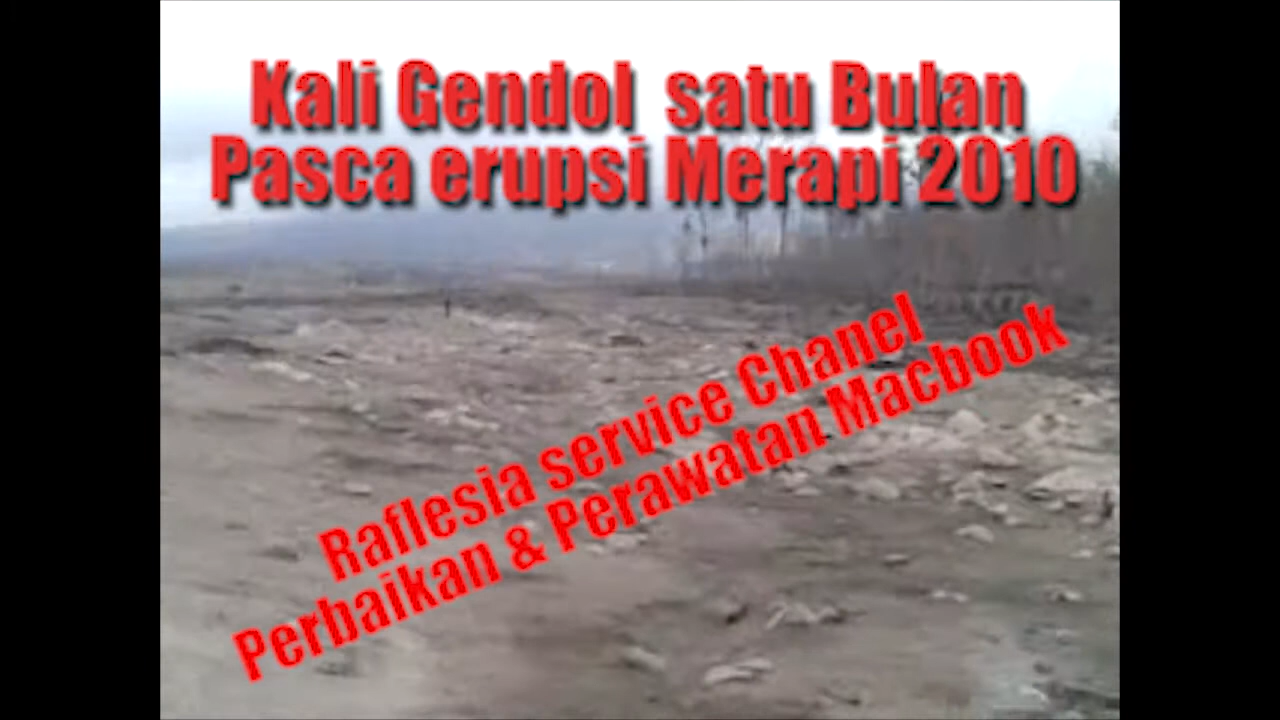 Kali Gendol satu Bulan
Pasca erupsi Merapi 2010
Raflesia service Chanel
Perbaikan & Perawatan Macbook